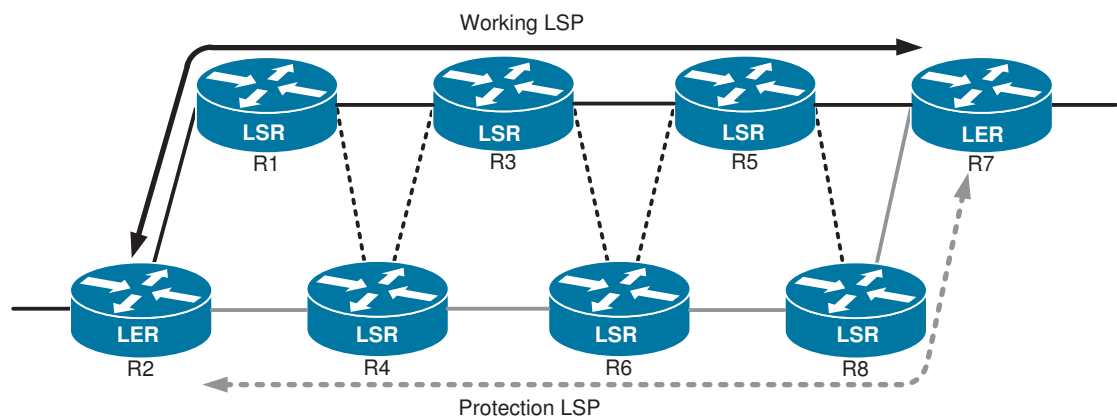 Working LSP
LSR
R1
LSR
R3
LSR
R5
LER
R7
LER
R2
LSR
R4
LSR
R6
LSR
R8
Protection LSP